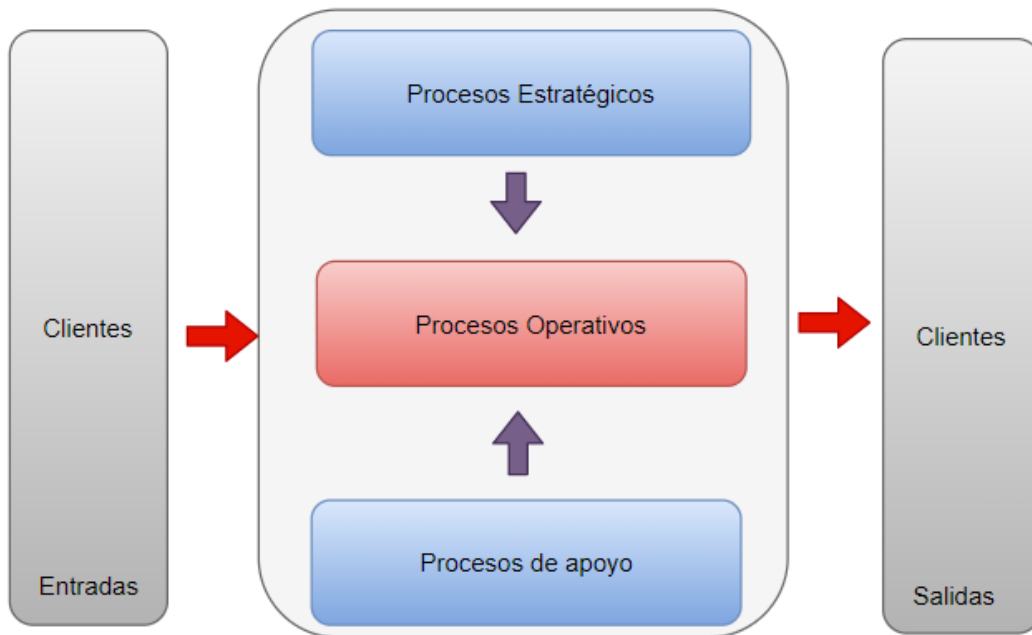 Procesos Estratégicos
Clientes
Procesos Operativos
Clientes
Procesos de apoyo
Entradas
Salidas